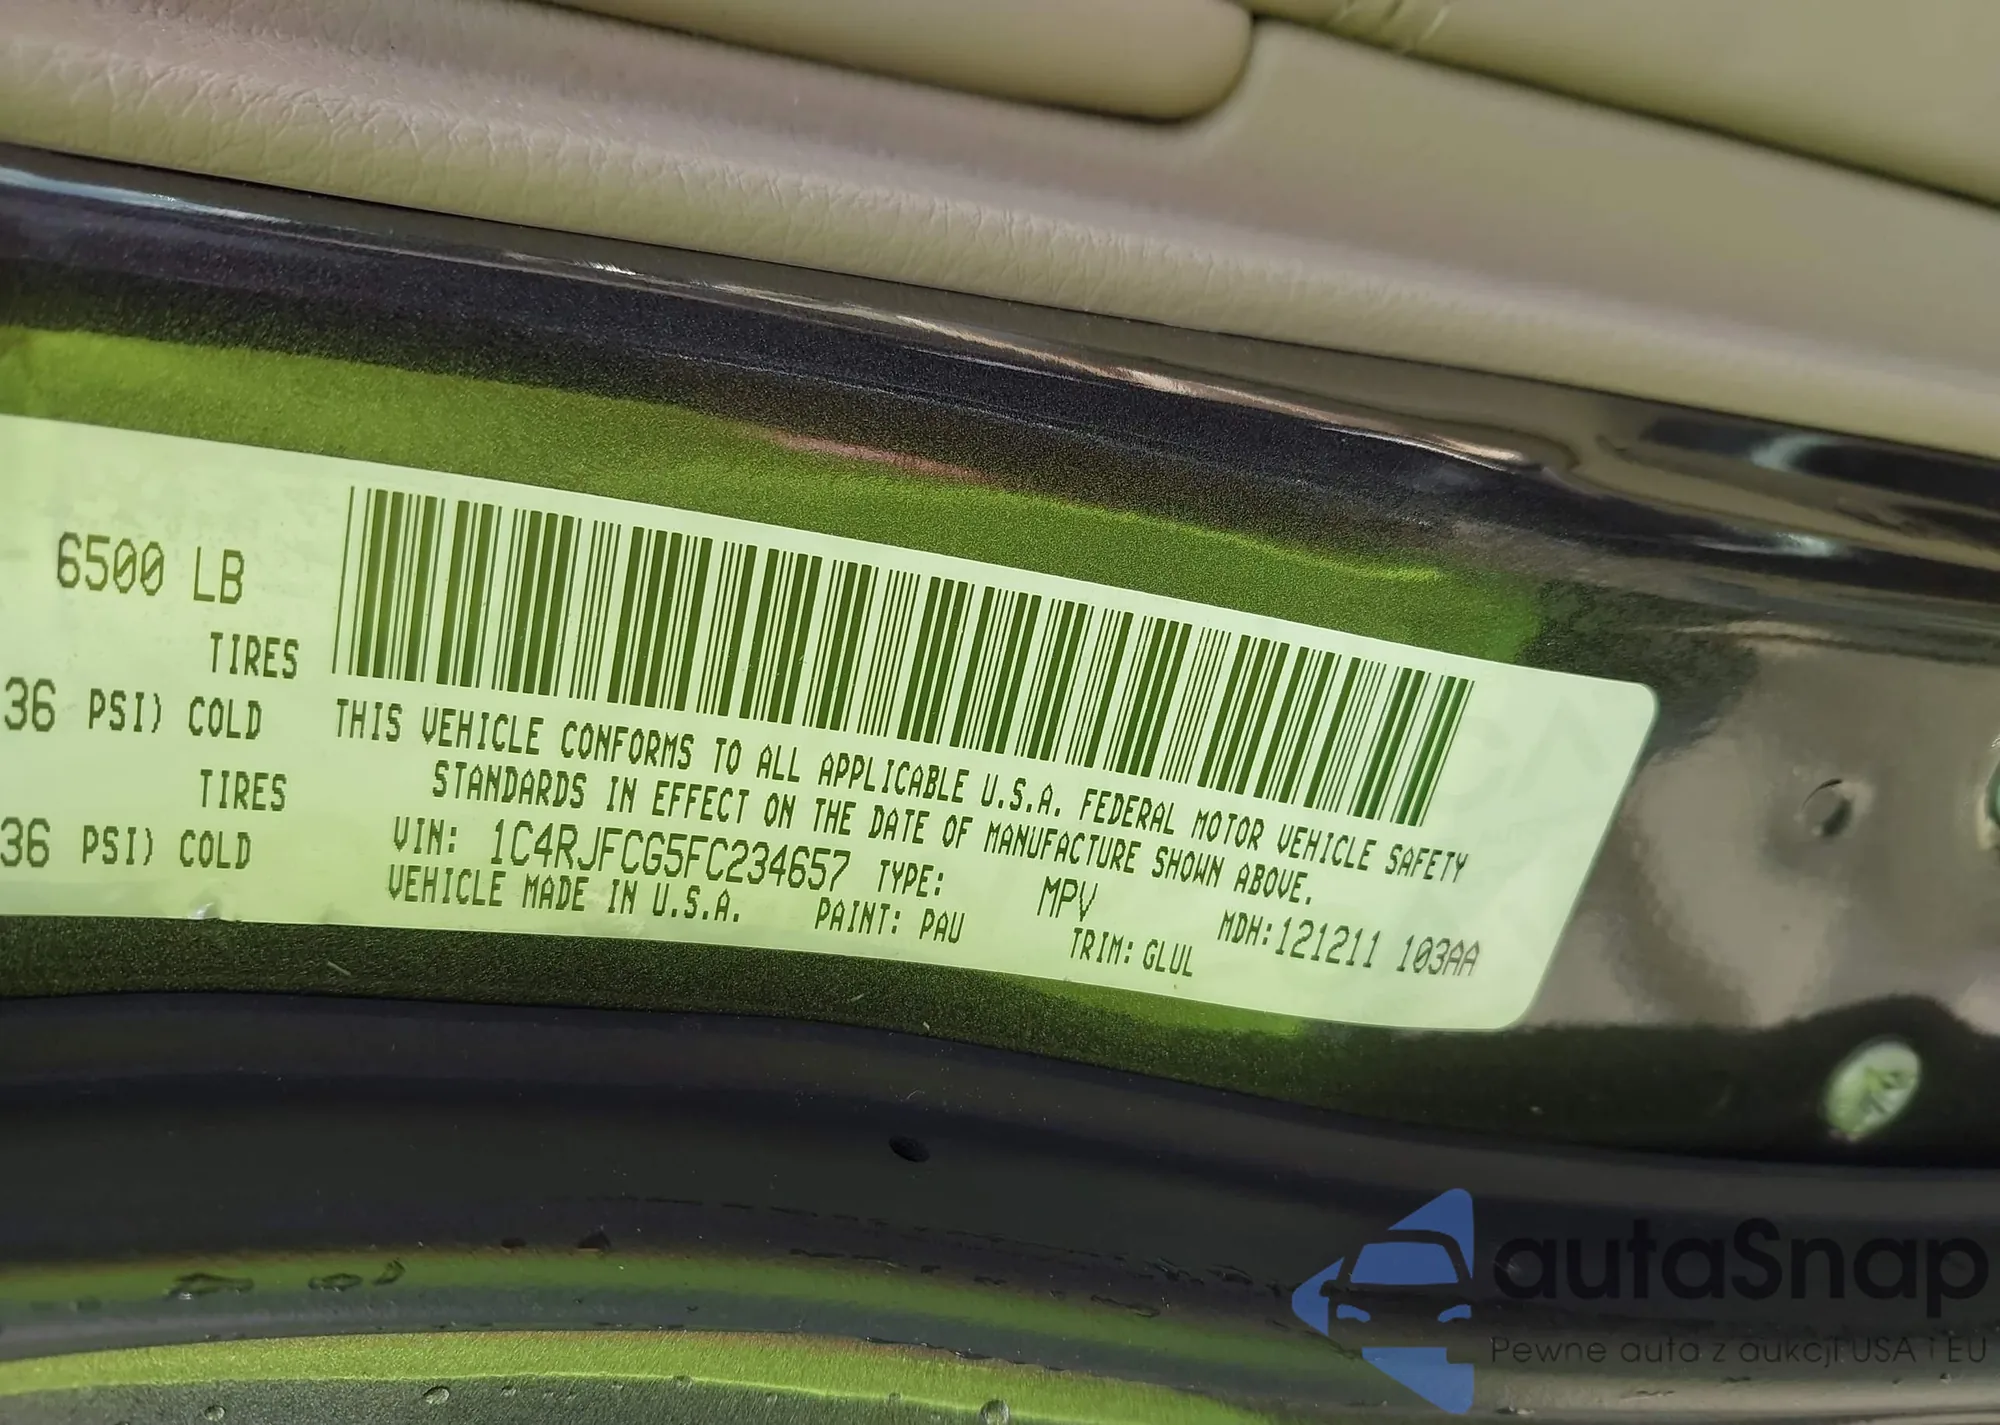 6500 LB
TIRES
36 PSI) COLD
TIRES
36 PSI) COLD
THIS VEHICLE CONFORMS TO ALL APPLICABLE U.S.A. FEDERAL MOTOR VEHICLE SAFETY
STANDARDS IN EFFECT ON THE DATE OF MANUFACTURE SHOWN ABOVE.
VIN: 1C4RJFCG5FC234657 TYPE: MPV MDH:121211 103AA
VEHICLE MADE IN U.S.A. PAINT: PAU TRIM: GLUL
autaSnap
Pewne auta z aukcji USA i EU